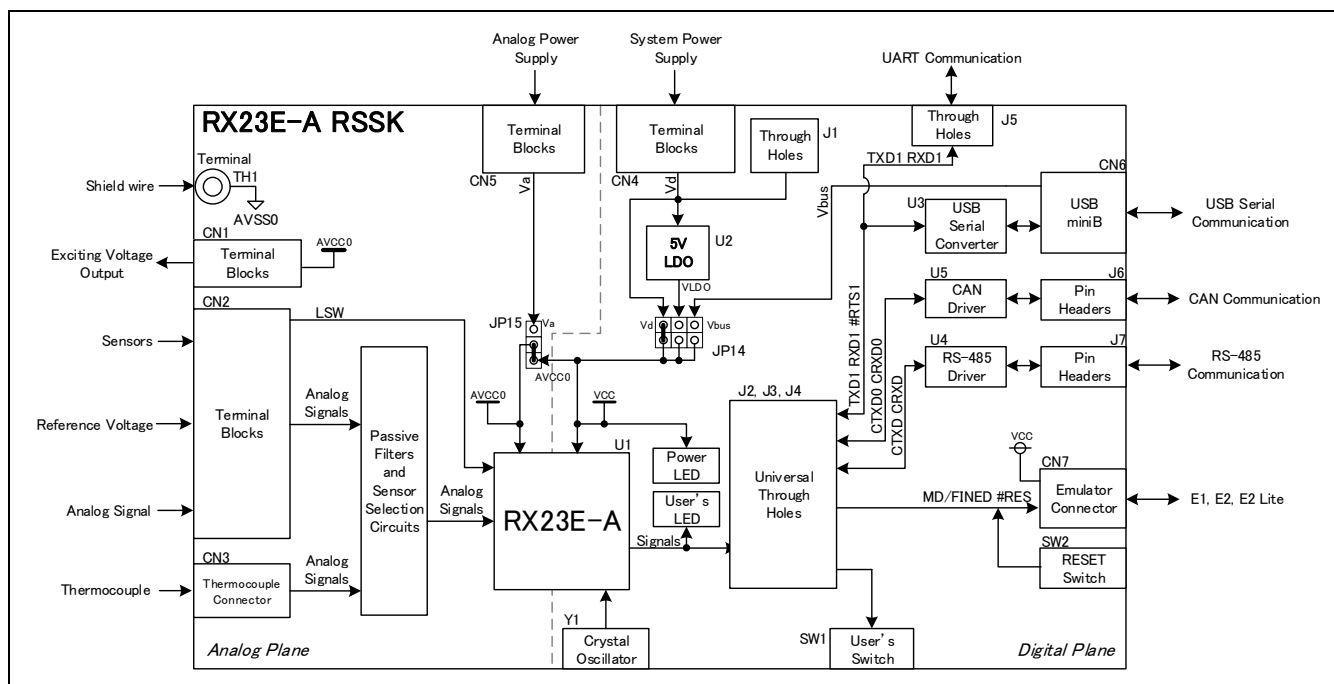 Analog Power
Supply
System Power
Supply
UART Communication
RX23E-A RSSK
Terminal
Blocks
CN5
Terminal
Blocks
CN4
Through
Holes
J1
Through
Holes
J5
TXD1 RXD1
Terminal
TH1
Shield wire
AVSS0
Va
Vd
Vbus
CN6
USB
miniB
USB Serial
Communication
U3
USB
Serial
Converter
CN1
Terminal
Blocks
AVCC0
Exciting Voltage
Output
5V
LDO
U2
VLDO
U5
CAN
Driver
J6
Pin
Headers
CAN Communication
CN2
LSW
JP15
Va
Vd
Vbus
JP14
AVCC0
Sensors
U4
RS-485
Driver
J7
Pin
Headers
RS-485
Communication
TXD1 RXD1 #RTS1
CTXD0 CRXD0
CTXD CRXD
Terminal
Blocks
Analog
Signals
Reference Voltage
Passive
Filters
and
Sensor
Selection
Circuits
AVCC0
VCC
U1
Power
LED
J2, J3, J4
Universal
Through
Holes
VCC
CN7
Emulator
Connector
E1, E2, E2 Lite
MD/FINED #RES
Analog Signal
Analog
Signals
RX23E-A
User's
LED
Signals
SW2
RESET
Switch
CN3
Thermocouple
Connector
Analog
Signals
Thermocouple
Y1
Crystal
Oscillator
SW1
User's
Switch
Analog Plane
Digital Plane